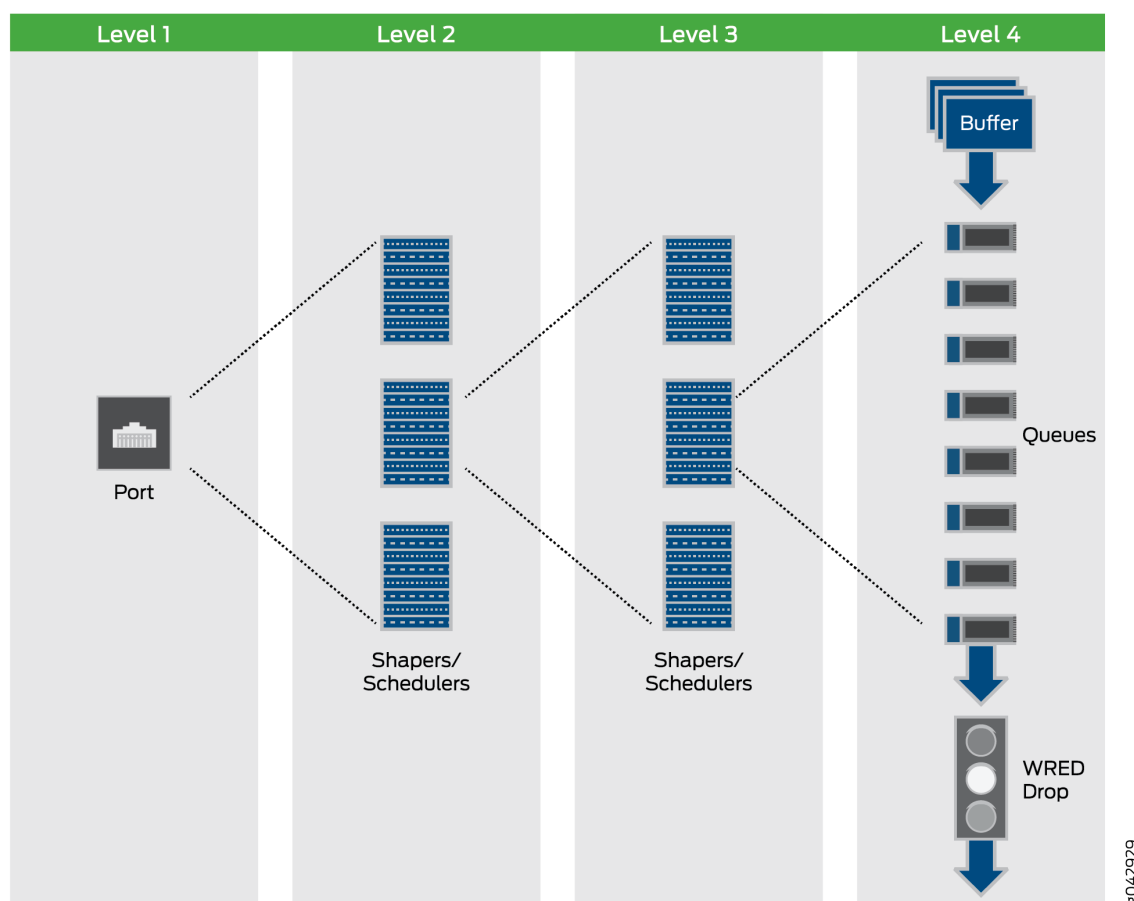 Level 1
Level 2
Level 3
Level 4
Buffer
Queues
Port
Shapers/
Schedulers
Shapers/
Schedulers
WRED
Drop
g042929